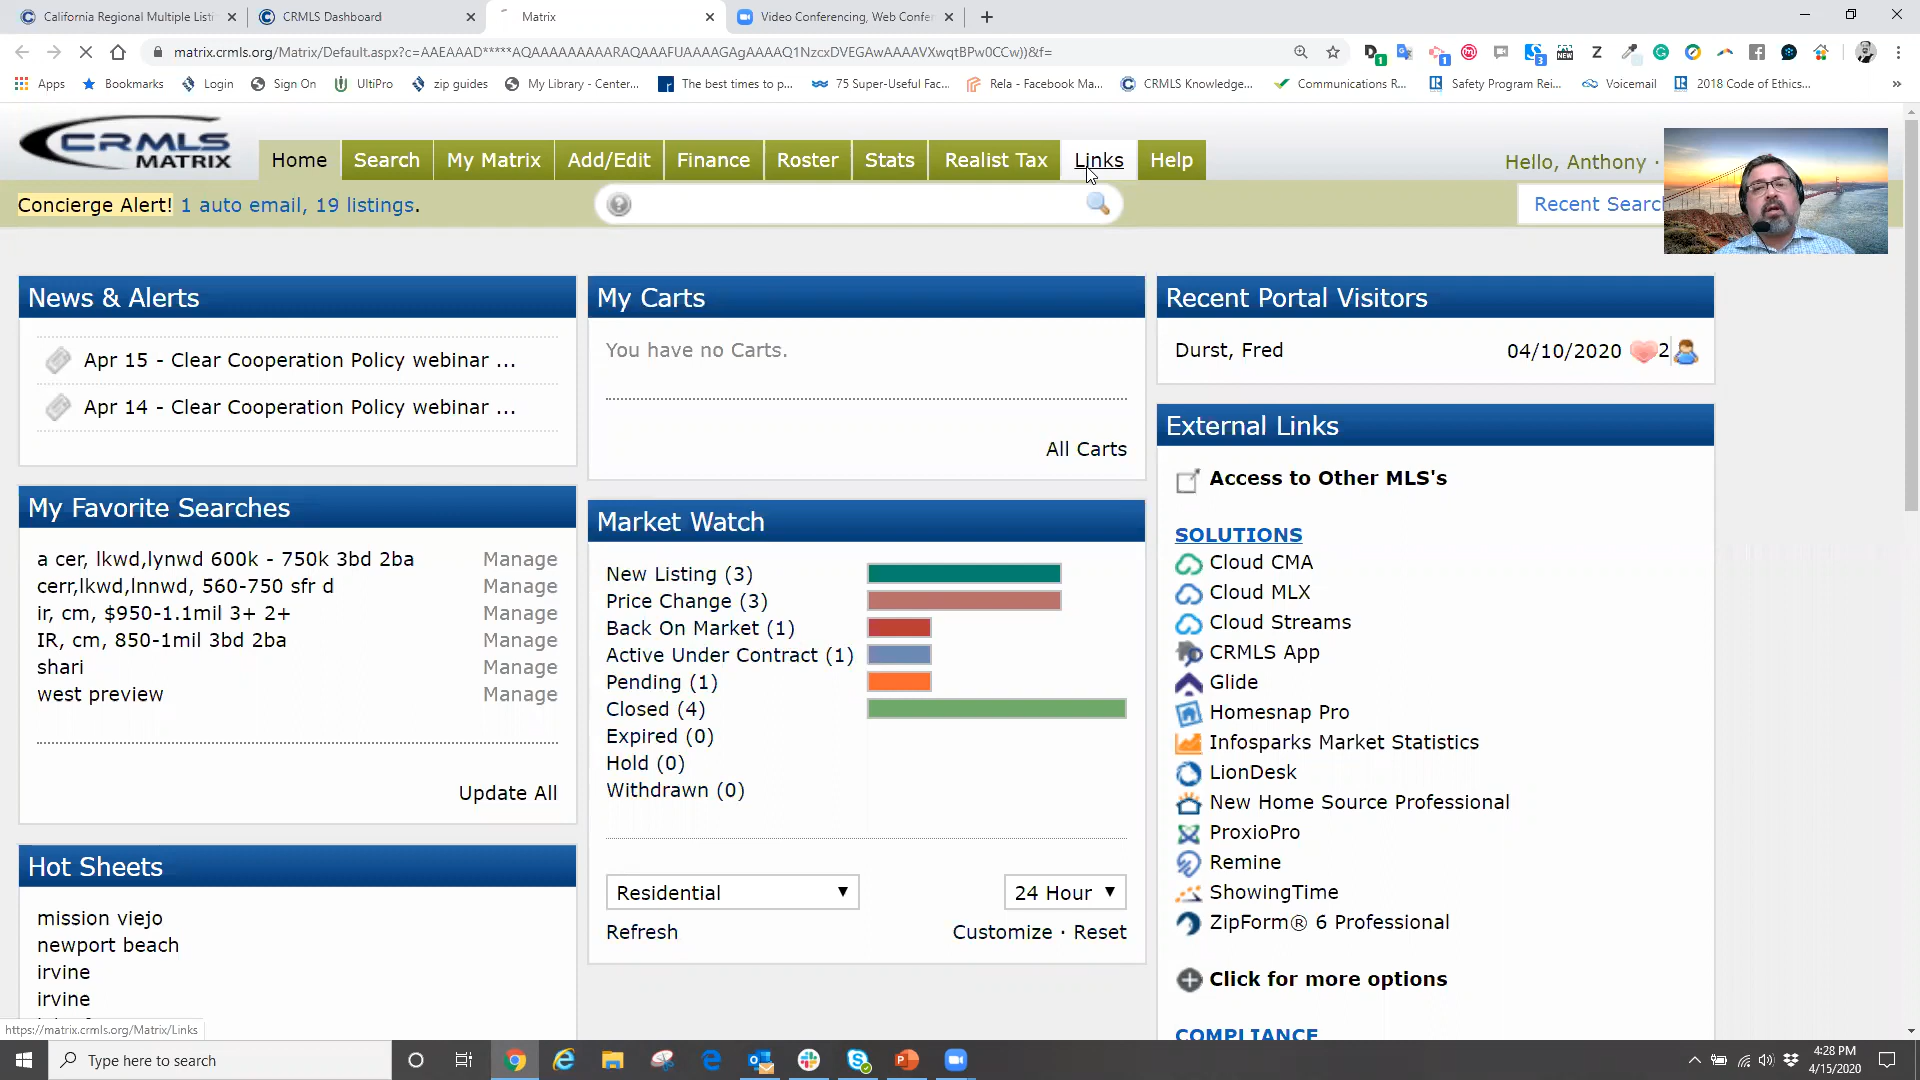 California Regional Multiple Listi
CRMLS Dashboard
Matrix
Video Conferencing, Web Confer
matrix.crmls.org/Matrix/Default.aspx?c=AAEAAAD*****AQAAAAAAAAARAQAAAFUAAAAGAgAAAAQ1NzcxDVEGAwAAAAVXwqtBPw0CCw))&f=
Apps
Bookmarks
Login
Sign On
UltiPro
zip guides
My Library - Center...
The best times to p...
75 Super-Useful Fac...
Rela - Facebook Ma...
CRMLS Knowledge...
Communications R...
Safety Program Rei...
Voicemail
2018 Code of Ethics...
CRMLS
MATRIX
Home
Search
My Matrix
Add/Edit
Finance
Roster
Stats
Realist Tax
Links
Help
Hello, Anthony ·
Concierge Alert! 1 auto email, 19 listings.
Recent Searc
News & Alerts
Apr 15 - Clear Cooperation Policy webinar ...
Apr 14 - Clear Cooperation Policy webinar ...
My Favorite Searches
a cer, lkwd,lynwd 600k - 750k 3bd 2ba Manage
cerr,lkwd,lnnwd, 560-750 sfr d Manage
ir, cm, $950-1.1mil 3+ 2+ Manage
IR, cm, 850-1mil 3bd 2ba Manage
shari Manage
west preview Manage
Update All
Hot Sheets
mission viejo
newport beach
irvine
irvine
My Carts
You have no Carts.
All Carts
Market Watch
New Listing (3)
Price Change (3)
Back On Market (1)
Active Under Contract (1)
Pending (1)
Closed (4)
Expired (0)
Hold (0)
Withdrawn (0)
Residential
24 Hour
Refresh
Customize · Reset
Recent Portal Visitors
Durst, Fred 04/10/2020 2
External Links
Access to Other MLS's
SOLUTIONS
Cloud CMA
Cloud MLX
Cloud Streams
CRMLS App
Glide
Homesnap Pro
Infosparks Market Statistics
LionDesk
New Home Source Professional
ProxioPro
Remine
ShowingTime
ZipForm® 6 Professional
Click for more options
COMPLIANCE
https://matrix.crmls.org/Matrix/Links
Type here to search
4:28 PM
4/15/2020